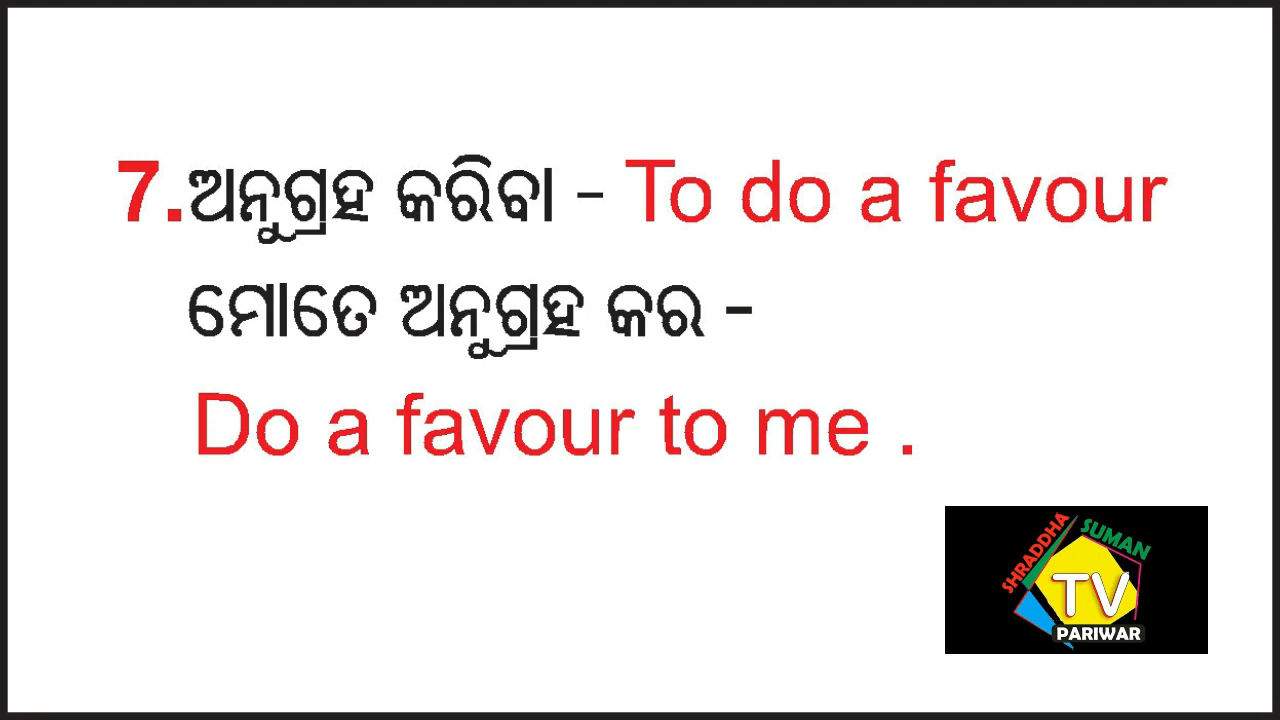 7.ଅନୁଗ୍ରହ କରିବା - To do a favour
ମୋତେ ଅନୁଗ୍ରହ କର -
Do a favour to me .
SHRADDHA
SUMAN
TV
PARIWAR